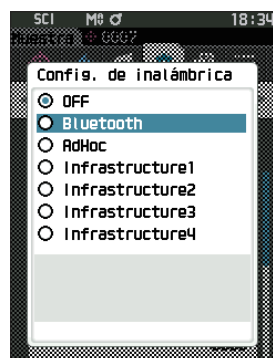 SCI M 18:34
Muestra 0007
Config. de inalámbrica
OFF
Bluetooth
AdHoc
Infrastructure1
Infrastructure2
Infrastructure3
Infrastructure4